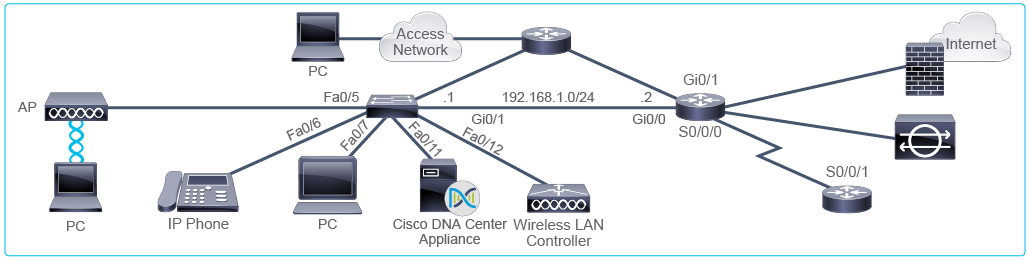 Access
Network
Internet
PC
Gi0/1
AP
Fa0/5
.1
192.168.1.0/24
.2
Gi0/1
Gi0/0
S0/0/0
Fa0/6
Fa0/7
Fa0/11
Fa0/12
S0/0/1
PC
IP Phone
PC
Cisco DNA Center
Appliance
Wireless LAN
Controller